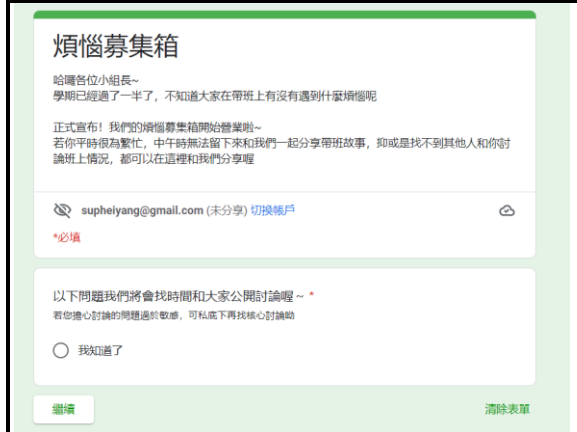 煩惱募集箱
哈囉各位小組長~
學期已經過了一半了，不知道大家在帶班上有沒有遇到什麼煩惱呢
正式宣布！我們的煩惱募集箱開始營業啦~
若你平時很為繁忙，中午時無法留下來和我們一起分享帶班故事，抑或是找不到其他人和你討
論班上情況，都可以在這裡和我們分享喔
supheiyang@gmail.com (未分享) 切換帳戶
*必填
以下問題我們將會找時間和大家公開討論喔~ *
若您擔心討論的問題過於敏感，可私底下再找核心討論呦
我知道了
繼續
清除表單